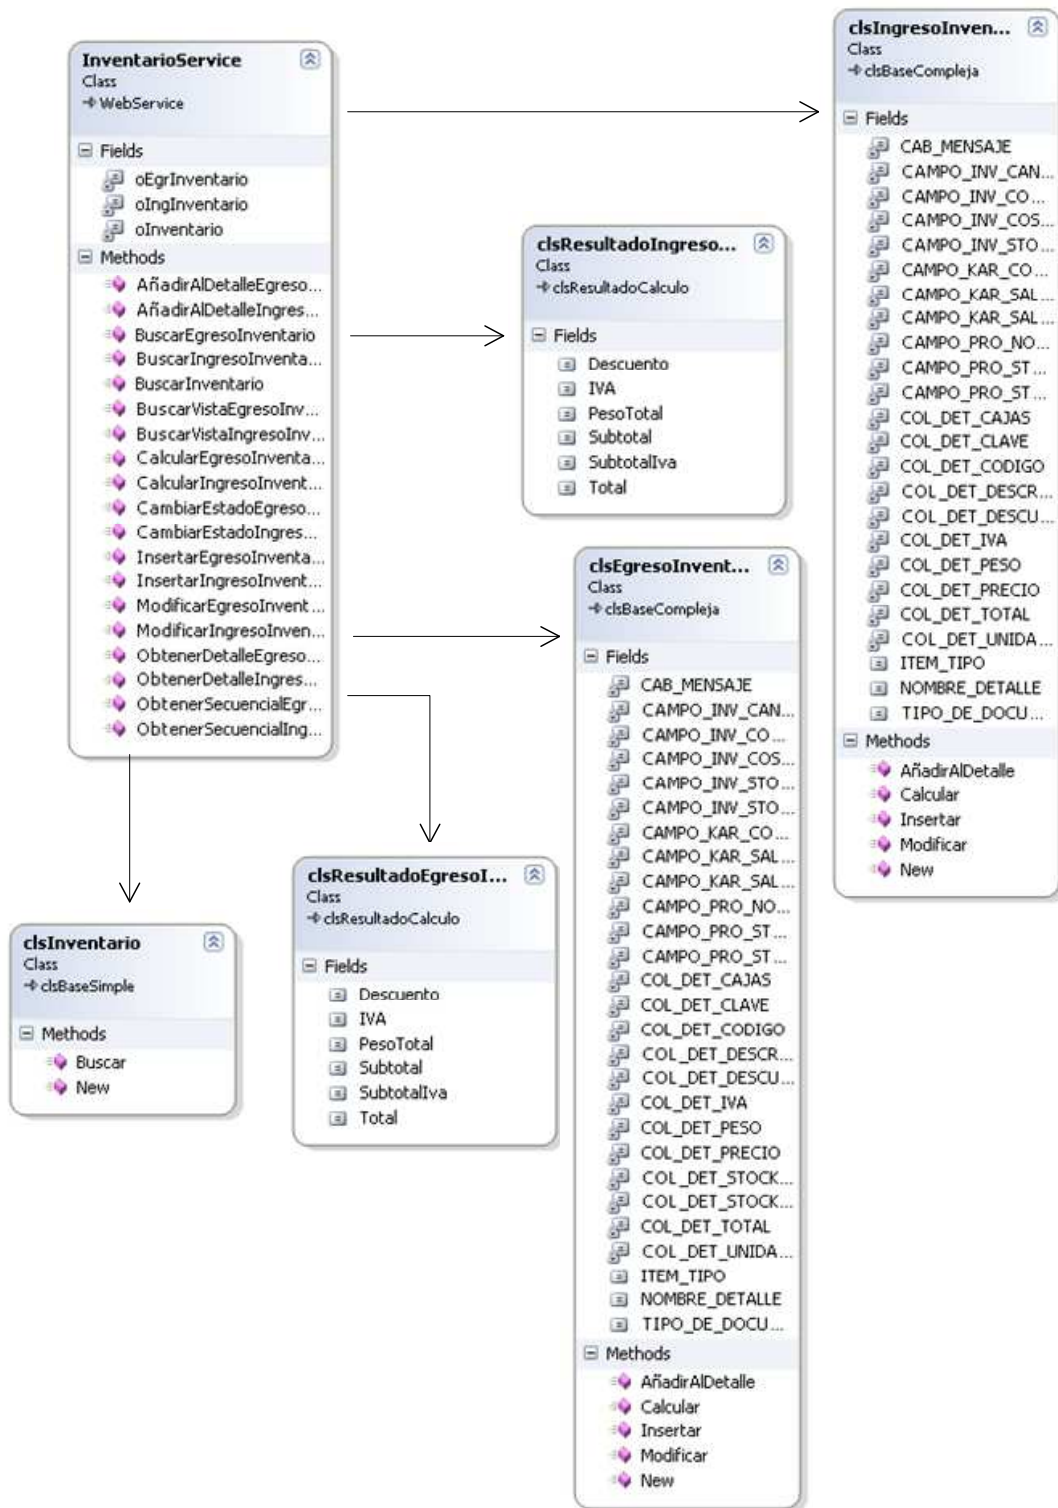 InventarioService
Class
WebService
Fields
oEgrInventario
oIngInventario
oInventario
Methods
AñadirAlDetalleEgreso...
AñadirAlDetalleIngres...
BuscarEgresoInventario
BuscarIngresoInventa...
BuscarInventario
BuscarVistaEgresoInv...
BuscarVistaIngresoInv...
CalcularEgresoInventa...
CalcularIngresoInvent...
CambiarEstadoEgreso...
CambiarEstadoIngres...
InsertarEgresoInventa...
InsertarIngresoInvent...
ModificarEgresoInvent...
ModificarIngresoInven...
ObtenerDetalleEgreso...
ObtenerDetalleIngres...
ObtenerSecuencialEgr...
ObtenerSecuencialIng...
clsIngresoInven...
Class
clsBaseCompleja
Fields
CAB_MENSAJE
CAMPO_INV_CAN...
CAMPO_INV_CO...
CAMPO_INV_COS...
CAMPO_INV_STO...
CAMPO_KAR_CO...
CAMPO_KAR_SAL...
CAMPO_KAR_SAL...
CAMPO_PRO_NO...
CAMPO_PRO_ST...
CAMPO_PRO_ST...
COL_DET_CAJAS
COL_DET_CLAVE
COL_DET_CODIGO
COL_DET_DESCR...
COL_DET_DESCU...
COL_DET_IVA
COL_DET_PESO
COL_DET_PRECIO
COL_DET_TOTAL
COL_DET_UNIDA...
ITEM_TIPO
NOMBRE_DETALLE
TIPO_DE_DOCU...
Methods
AñadirAlDetalle
Calcular
Insertar
Modificar
New
clsResultadoIngreso...
Class
clsResultadoCalculo
Fields
Descuento
IVA
PesoTotal
Subtotal
SubtotalIva
Total
clsEgresoInvent...
Class
clsBaseCompleja
Fields
CAB_MENSAJE
CAMPO_INV_CAN...
CAMPO_INV_CO...
CAMPO_INV_COS...
CAMPO_INV_STO...
CAMPO_INV_STO...
CAMPO_KAR_CO...
CAMPO_KAR_SAL...
CAMPO_KAR_SAL...
CAMPO_PRO_NO...
CAMPO_PRO_ST...
CAMPO_PRO_ST...
COL_DET_CAJAS
COL_DET_CLAVE
COL_DET_CODIGO
COL_DET_DESCR...
COL_DET_DESCU...
COL_DET_IVA
COL_DET_PESO
COL_DET_PRECIO
COL_DET_STOCK...
COL_DET_STOCK...
COL_DET_TOTAL
COL_DET_UNIDA...
ITEM_TIPO
NOMBRE_DETALLE
TIPO_DE_DOCU...
Methods
AñadirAlDetalle
Calcular
Insertar
Modificar
New
clsResultadoEgresoI...
Class
clsResultadoCalculo
Fields
Descuento
IVA
PesoTotal
Subtotal
SubtotalIva
Total
clsInventario
Class
clsBaseSimple
Methods
Buscar
New